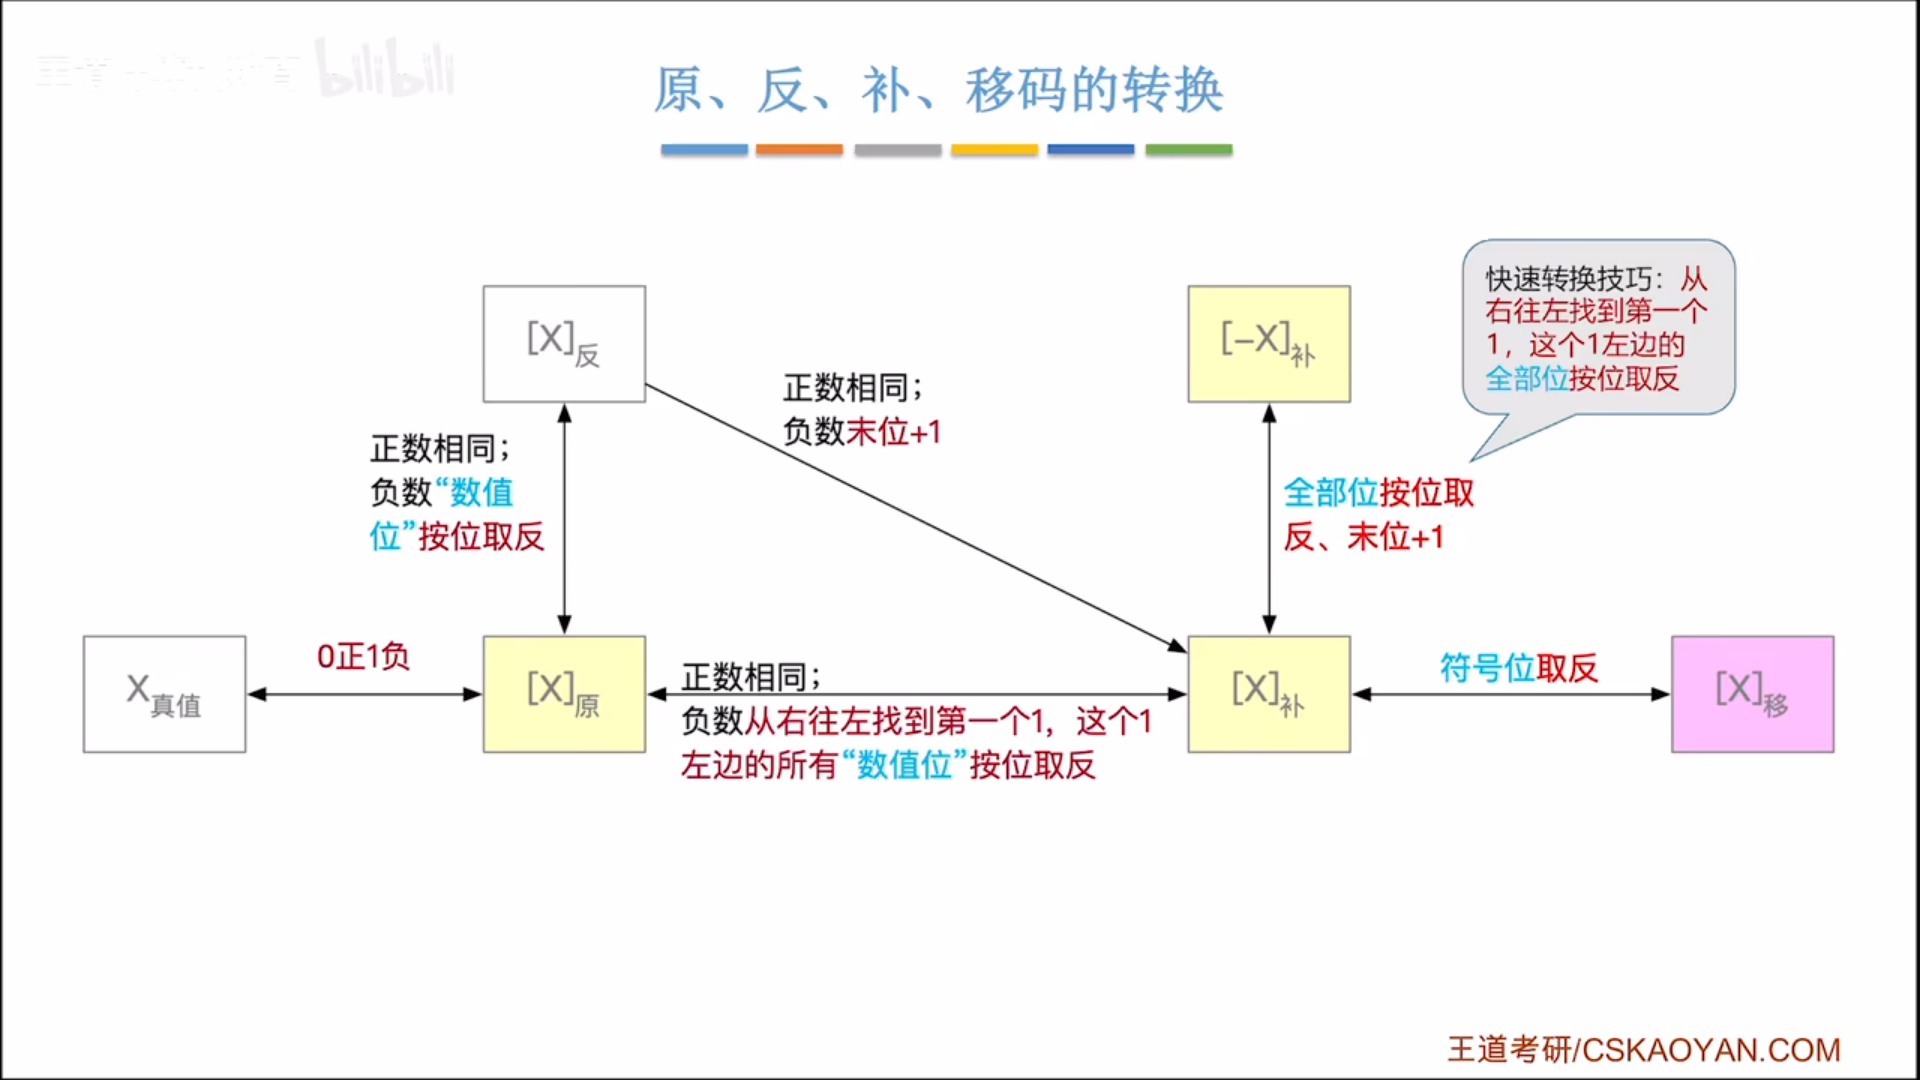 bilibili
原、反、补、移码的转换
快速转换技巧：从
右往左找到第一个
1，这个1左边的
全部位按位取反
[X]反
[-X]补
正数相同；
负数末位+1
正数相同；
负数“数值
位”按位取反
全部位按位取
反、末位+1
X真值
0正1负
[X]原
正数相同；
负数从右往左找到第一个1，这个1
左边的所有“数值位”按位取反
[X]补
符号位取反
[X]移
王道考研/CSKAOYAN.COM